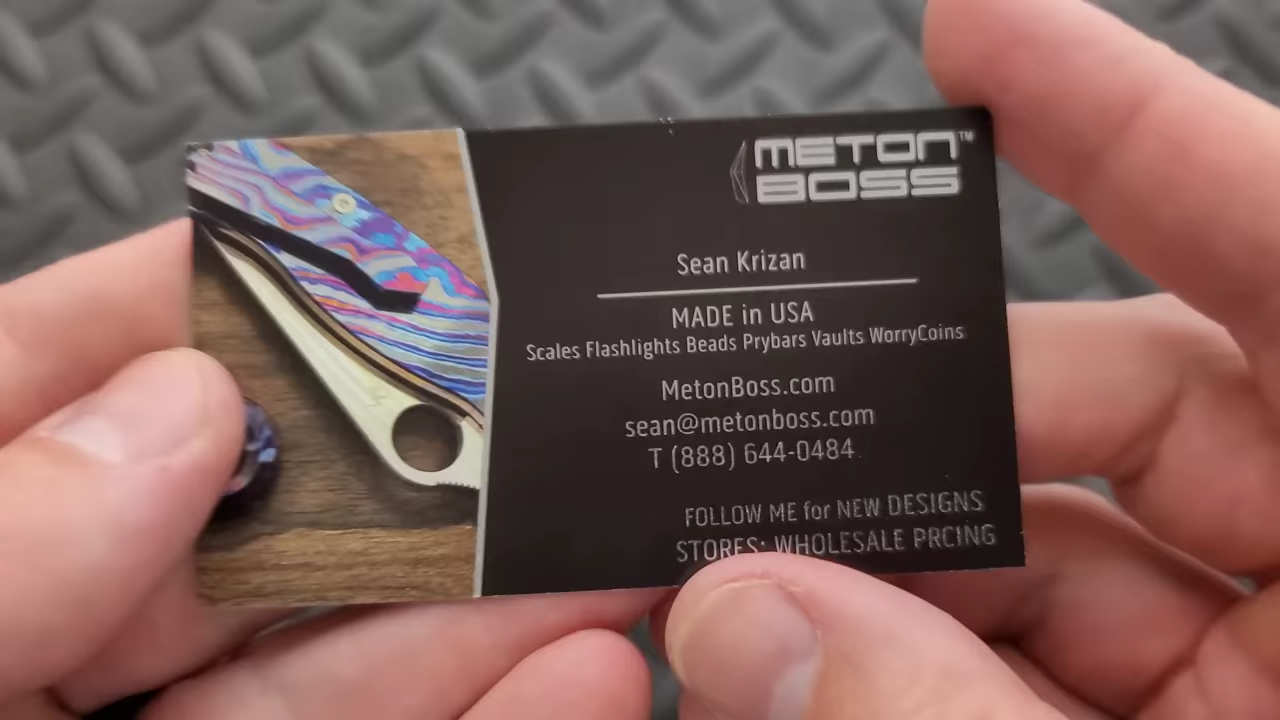 METON™
BOSS
Sean Krizan
MADE in USA
Scales Flashlights Beads Prybars Vaults WorryCoins
MetonBoss.com
sean@metonboss.com
T (888) 644-0484
FOLLOW ME for NEW DESIGNS
STORES: WHOLESALE PRCING